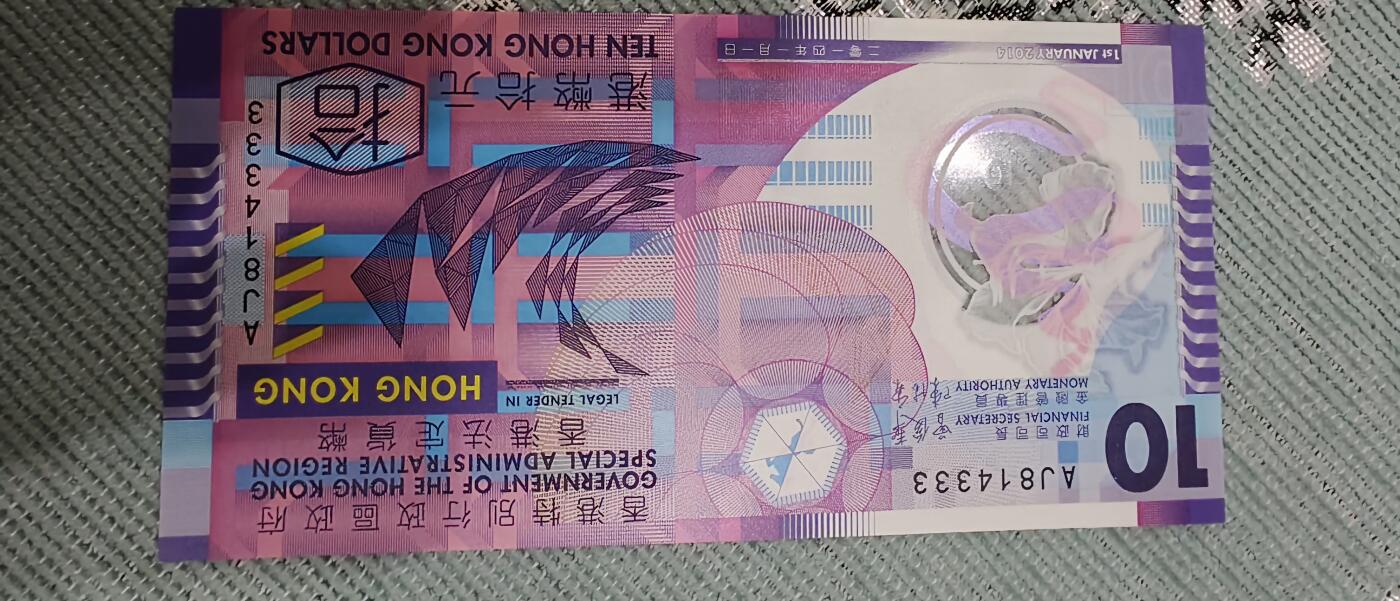 AJ814333
10
財政司司長
FINANCIAL SECRETARY
金融管理專員
MONETARY AUTHORITY
1st JANUARY 2014
二零一四年一月一日
香港特別行政區政府
GOVERNMENT OF THE HONG KONG
SPECIAL ADMINISTRATIVE REGION
香港法定貨幣
LEGAL TENDER IN
HONG KONG
AJ814333
拾
港幣拾元
TEN HONG KONG DOLLARS